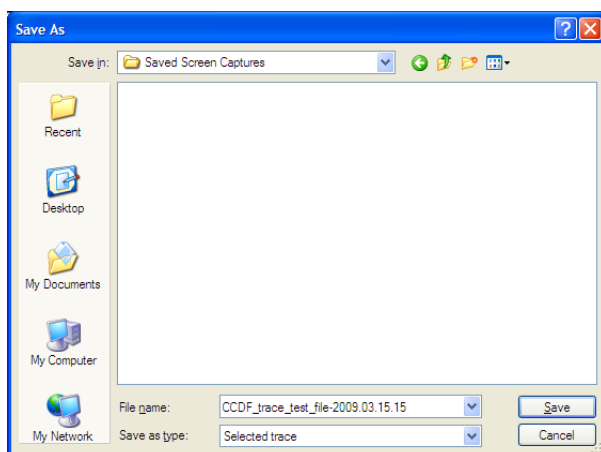 Save As
Save in: Saved Screen Captures
Recent
Desktop
My Documents
My Computer
My Network
File name: CCDF_trace_test_file-2009.03.15.15 Save
Save as type: Selected trace Cancel